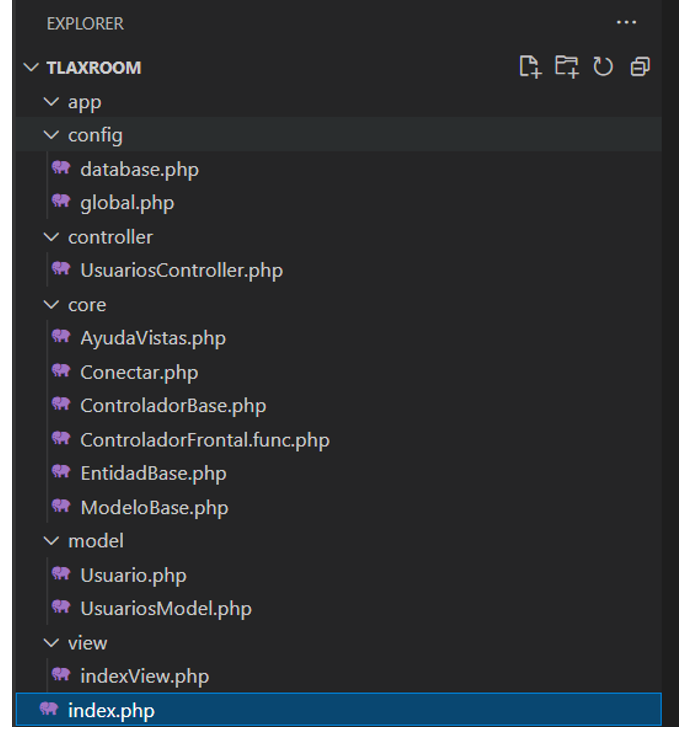 EXPLORER
TLAXROOM
app
config
database.php
global.php
controller
UsuariosController.php
core
AyudaVistas.php
Conectar.php
ControladorBase.php
ControladorFrontal.func.php
EntidadBase.php
ModeloBase.php
model
Usuario.php
UsuariosModel.php
view
indexView.php
index.php